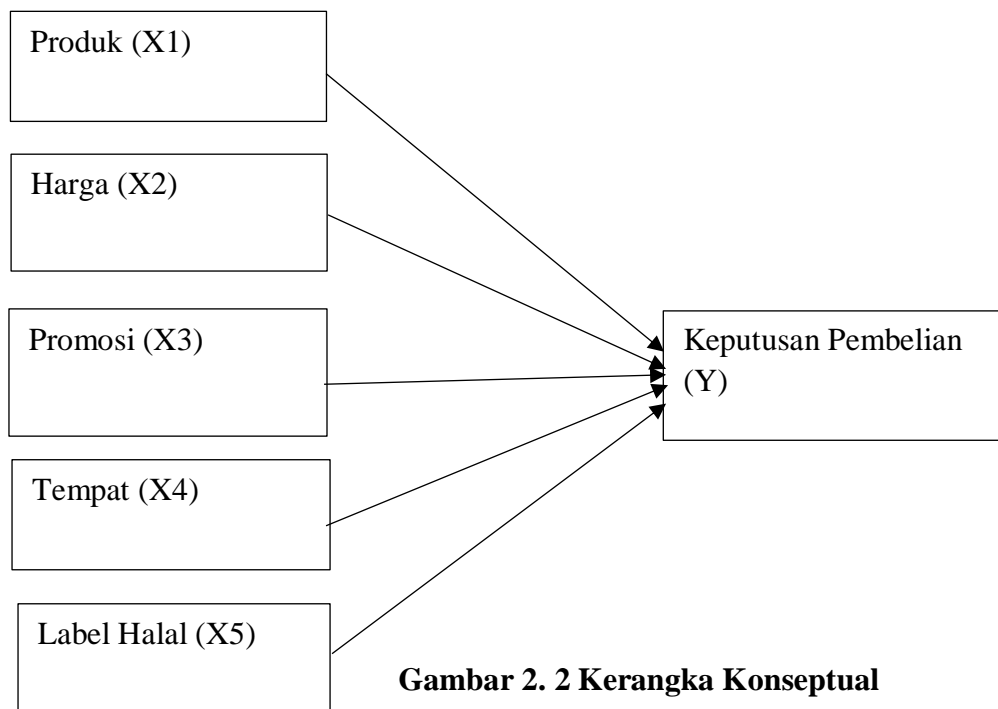 Produk (X1)
Harga (X2)
Promosi (X3)
Keputusan Pembelian
(Y)
Tempat (X4)
Label Halal (X5)
Gambar 2. 2 Kerangka Konseptual